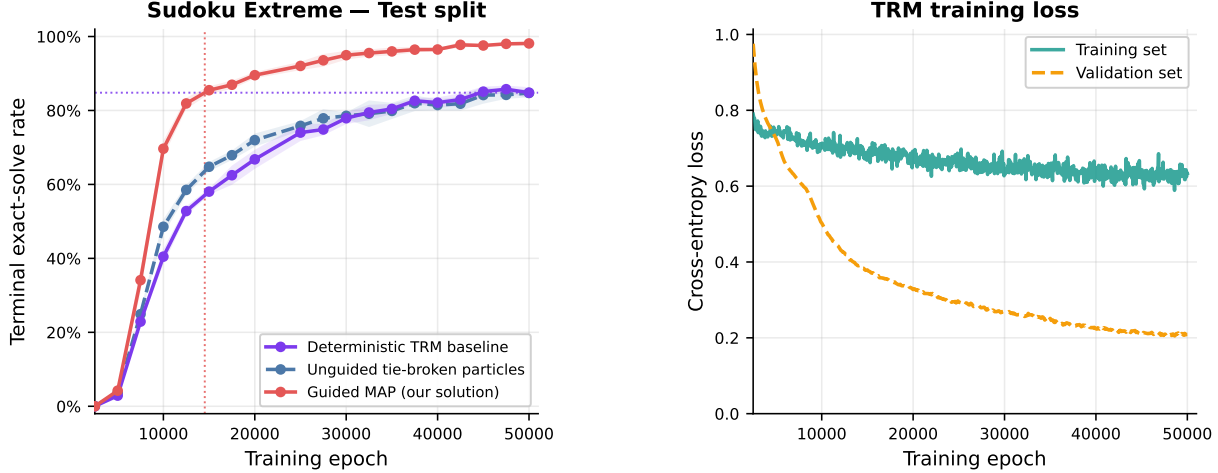 Sudoku Extreme — Test split
Terminal exact-solve rate
100%
80%
60%
40%
20%
0%
10000 20000 30000 40000 50000
Training epoch
Deterministic TRM baseline
Unguided tie-broken particles
Guided MAP (our solution)
TRM training loss
Cross-entropy loss
1.0
0.8
0.6
0.4
0.2
0.0
10000 20000 30000 40000 50000
Training epoch
Training set
Validation set